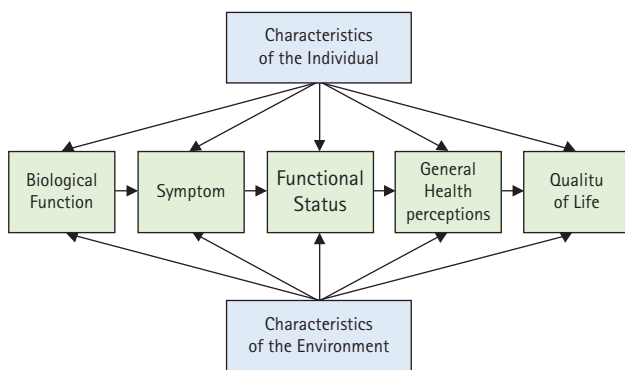 Characteristics
of the Individual
Biological
Function
Symptom
Functional
Status
General
Health
perceptions
Qualitu
of Life
Characteristics
of the Environment